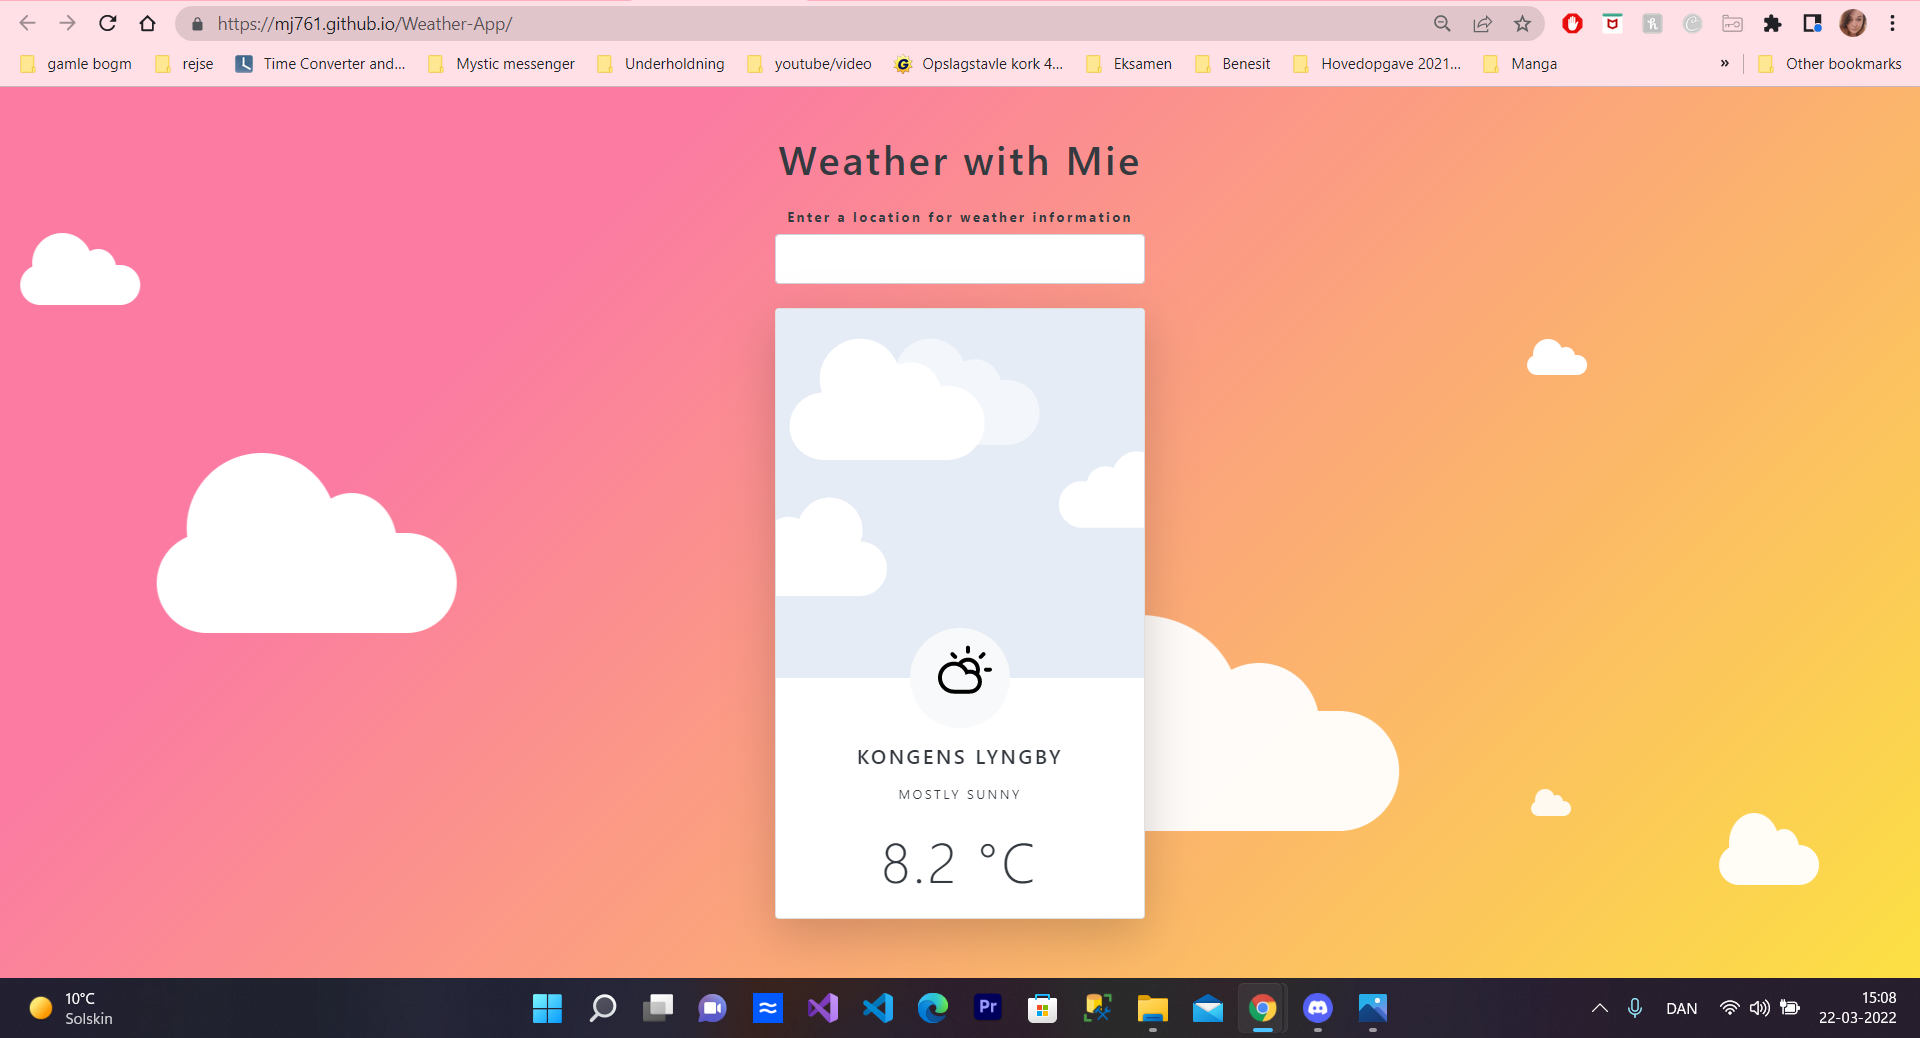 https://mj761.github.io/Weather-App/
gamle bogm rejse Time Converter and... Mystic messenger Underholdning youtube/video Opslagstavle kork 4... Eksamen Benesit Hovedopgave 2021... Manga » Other bookmarks
Weather with Mie
Enter a location for weather information
KONGENS LYNGBY
MOSTLY SUNNY
8.2 °C
10°C
Solskin
Pr
DAN
15:08
22-03-2022